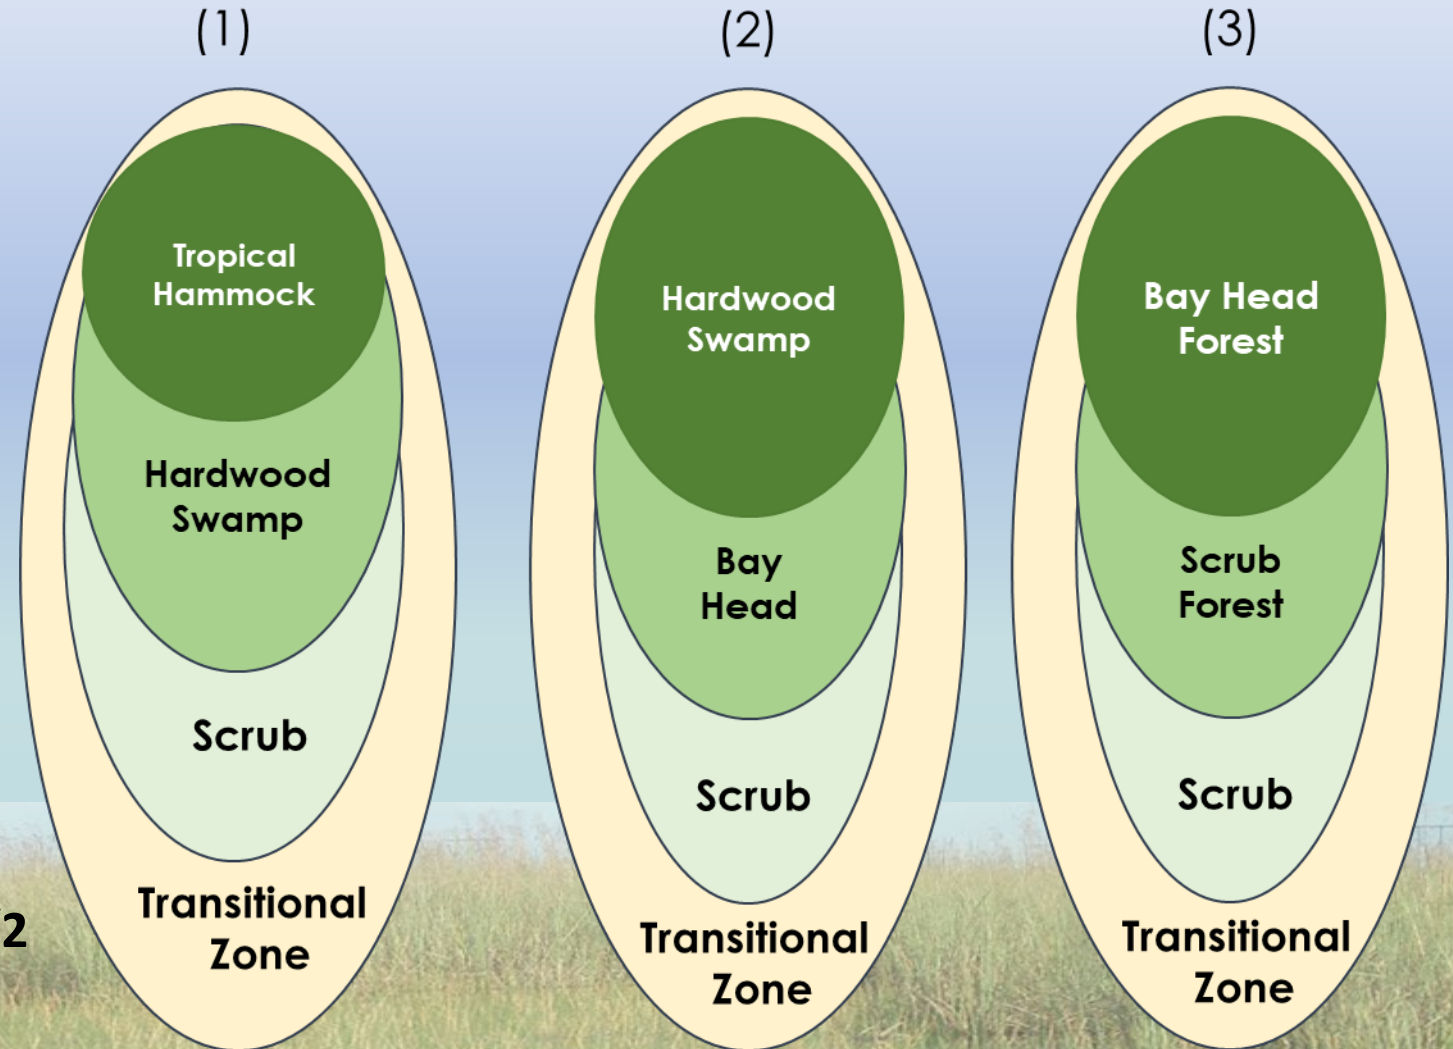 (1)
Tropical
Hammock
Hardwood
Swamp
Scrub
Transitional
Zone
(2)
Hardwood
Swamp
Bay
Head
Scrub
Transitional
Zone
(3)
Bay Head
Forest
Scrub
Forest
Scrub
Transitional
Zone
2